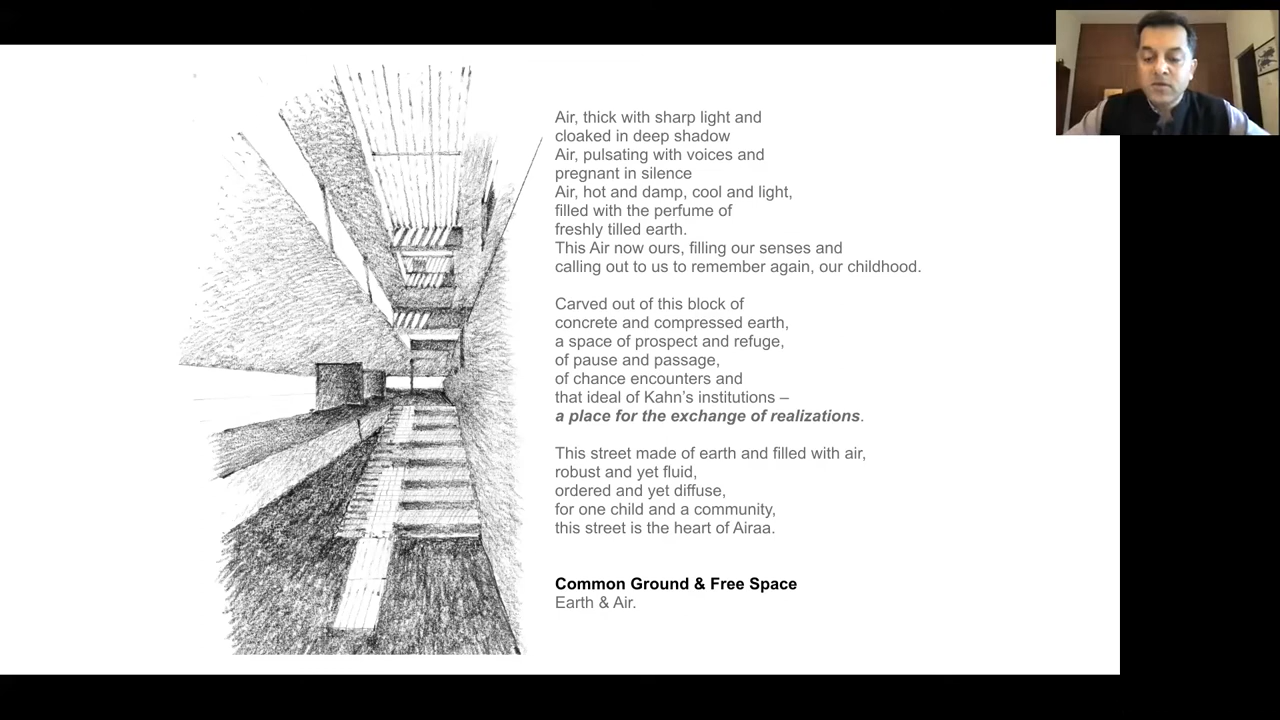 Air, thick with sharp light and
cloaked in deep shadow
Air, pulsating with voices and
pregnant in silence
Air, hot and damp, cool and light,
filled with the perfume of
freshly tilled earth.
This Air now ours, filling our senses and
calling out to us to remember again, our childhood.
Carved out of this block of
concrete and compressed earth,
a space of prospect and refuge,
of pause and passage,
of chance encounters and
that ideal of Kahn’s institutions –
a place for the exchange of realizations.
This street made of earth and filled with air,
robust and yet fluid,
ordered and yet diffuse,
for one child and a community,
this street is the heart of Airaa.
Common Ground & Free Space
Earth & Air.